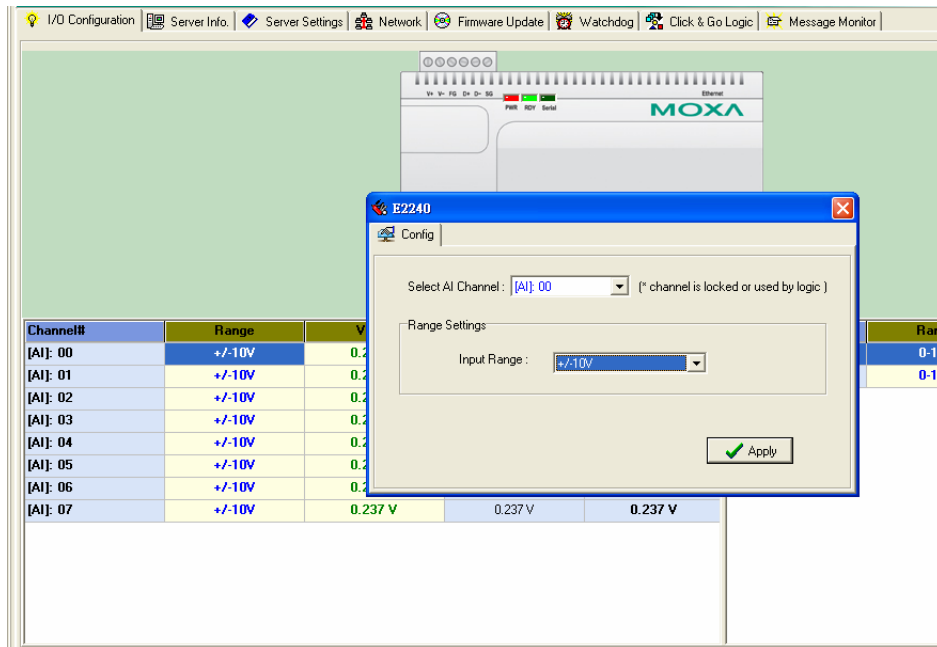 I/O Configuration Server Info. Server Settings Network Firmware Update Watchdog Click & Go Logic Message Monitor
V+ V- FG D+ D- SG
Ethernet
PWR RDY Serial
MOXA
E2240
Config
Select AI Channel : [AI]: 00 (* channel is locked or used by logic )
Range Settings
Input Range : +/-10V
Apply
Channel# Range
[AI]: 00 +/-10V
[AI]: 01 +/-10V
[AI]: 02 +/-10V
[AI]: 03 +/-10V
[AI]: 04 +/-10V
[AI]: 05 +/-10V
[AI]: 06 +/-10V
[AI]: 07 +/-10V 0.237 V 0.237 V 0.237 V